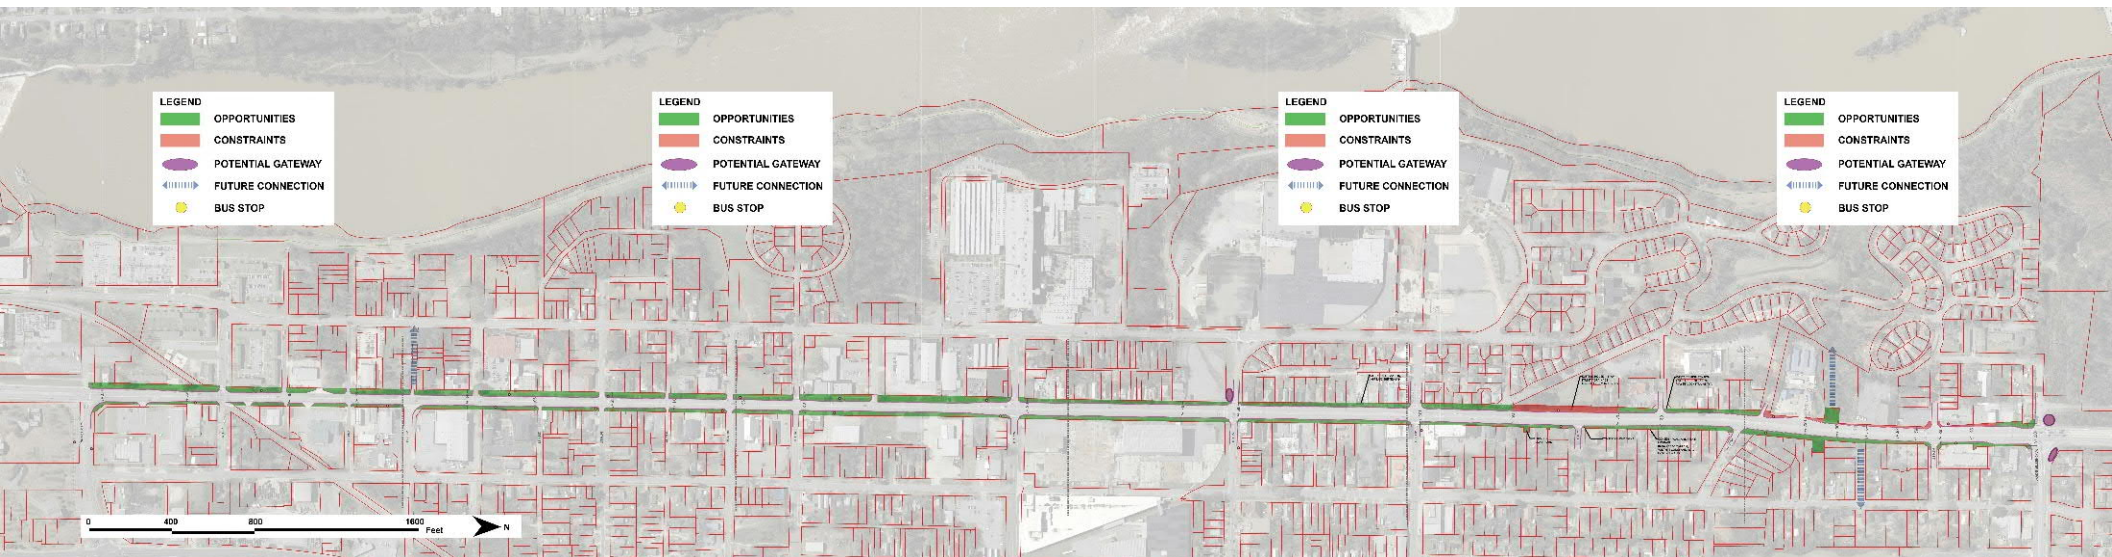 LEGEND
OPPORTUNITIES
CONSTRAINTS
POTENTIAL GATEWAY
FUTURE CONNECTION
BUS STOP
LEGEND
OPPORTUNITIES
CONSTRAINTS
POTENTIAL GATEWAY
FUTURE CONNECTION
BUS STOP
LEGEND
OPPORTUNITIES
CONSTRAINTS
POTENTIAL GATEWAY
FUTURE CONNECTION
BUS STOP
LEGEND
OPPORTUNITIES
CONSTRAINTS
POTENTIAL GATEWAY
FUTURE CONNECTION
BUS STOP
0 400 800 1600
Feet
N